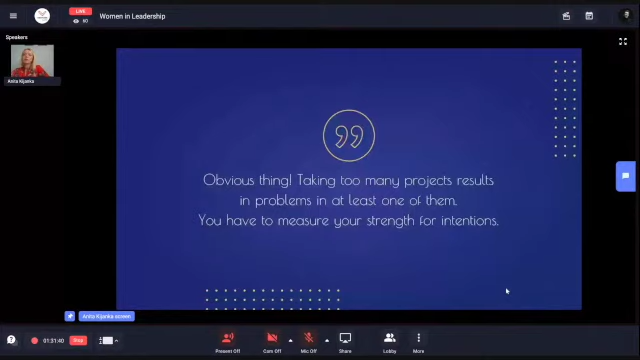 LIVE
60
Women in Leadership
Speakers
Anita Kijanka
Obvious thing! Taking too many projects results
in problems in at least one of them.
You have to measure your strength for intentions.
Anita Kijanka screen
01:31:40
Stop
Present Off
Cam Off
Mic Off
Share
Lobby
More